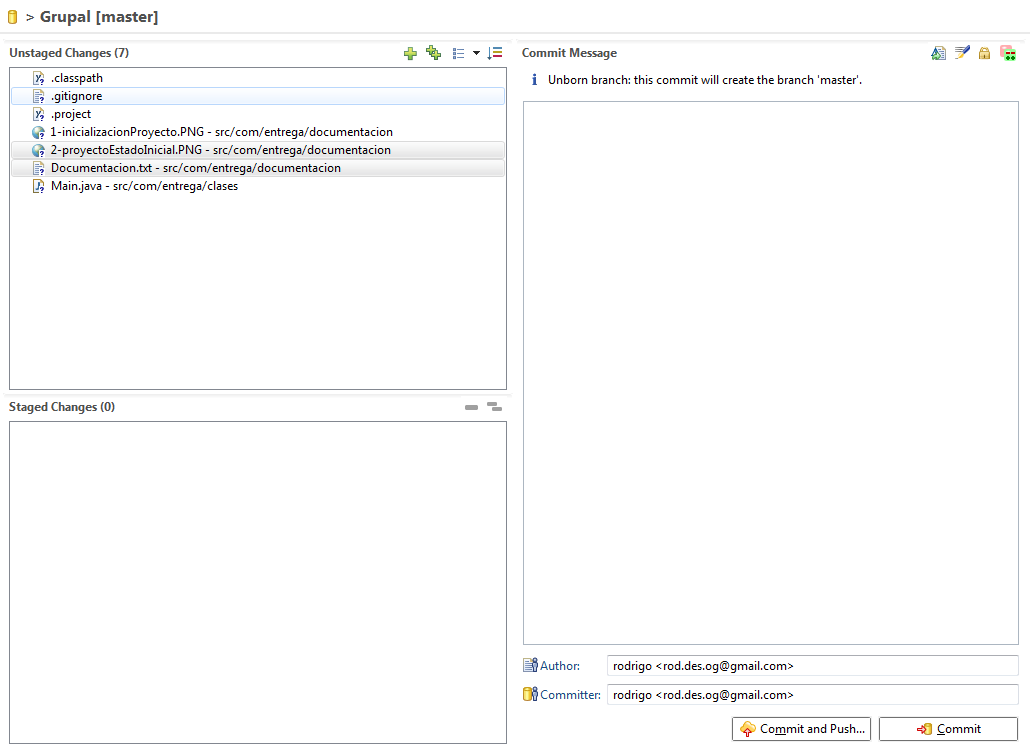 > Grupal [master]
Unstaged Changes (7)
.classpath
.gitignore
.project
1-inicializacionProyecto.PNG - src/com/entrega/documentacion
2-proyectoEstadoInicial.PNG - src/com/entrega/documentacion
Documentacion.txt - src/com/entrega/documentacion
Main.java - src/com/entrega/clases
Staged Changes (0)
Commit Message
Unborn branch: this commit will create the branch 'master'.
Author: rodrigo <rod.des.og@gmail.com>
Committer: rodrigo <rod.des.og@gmail.com>
Commit and Push...
Commit